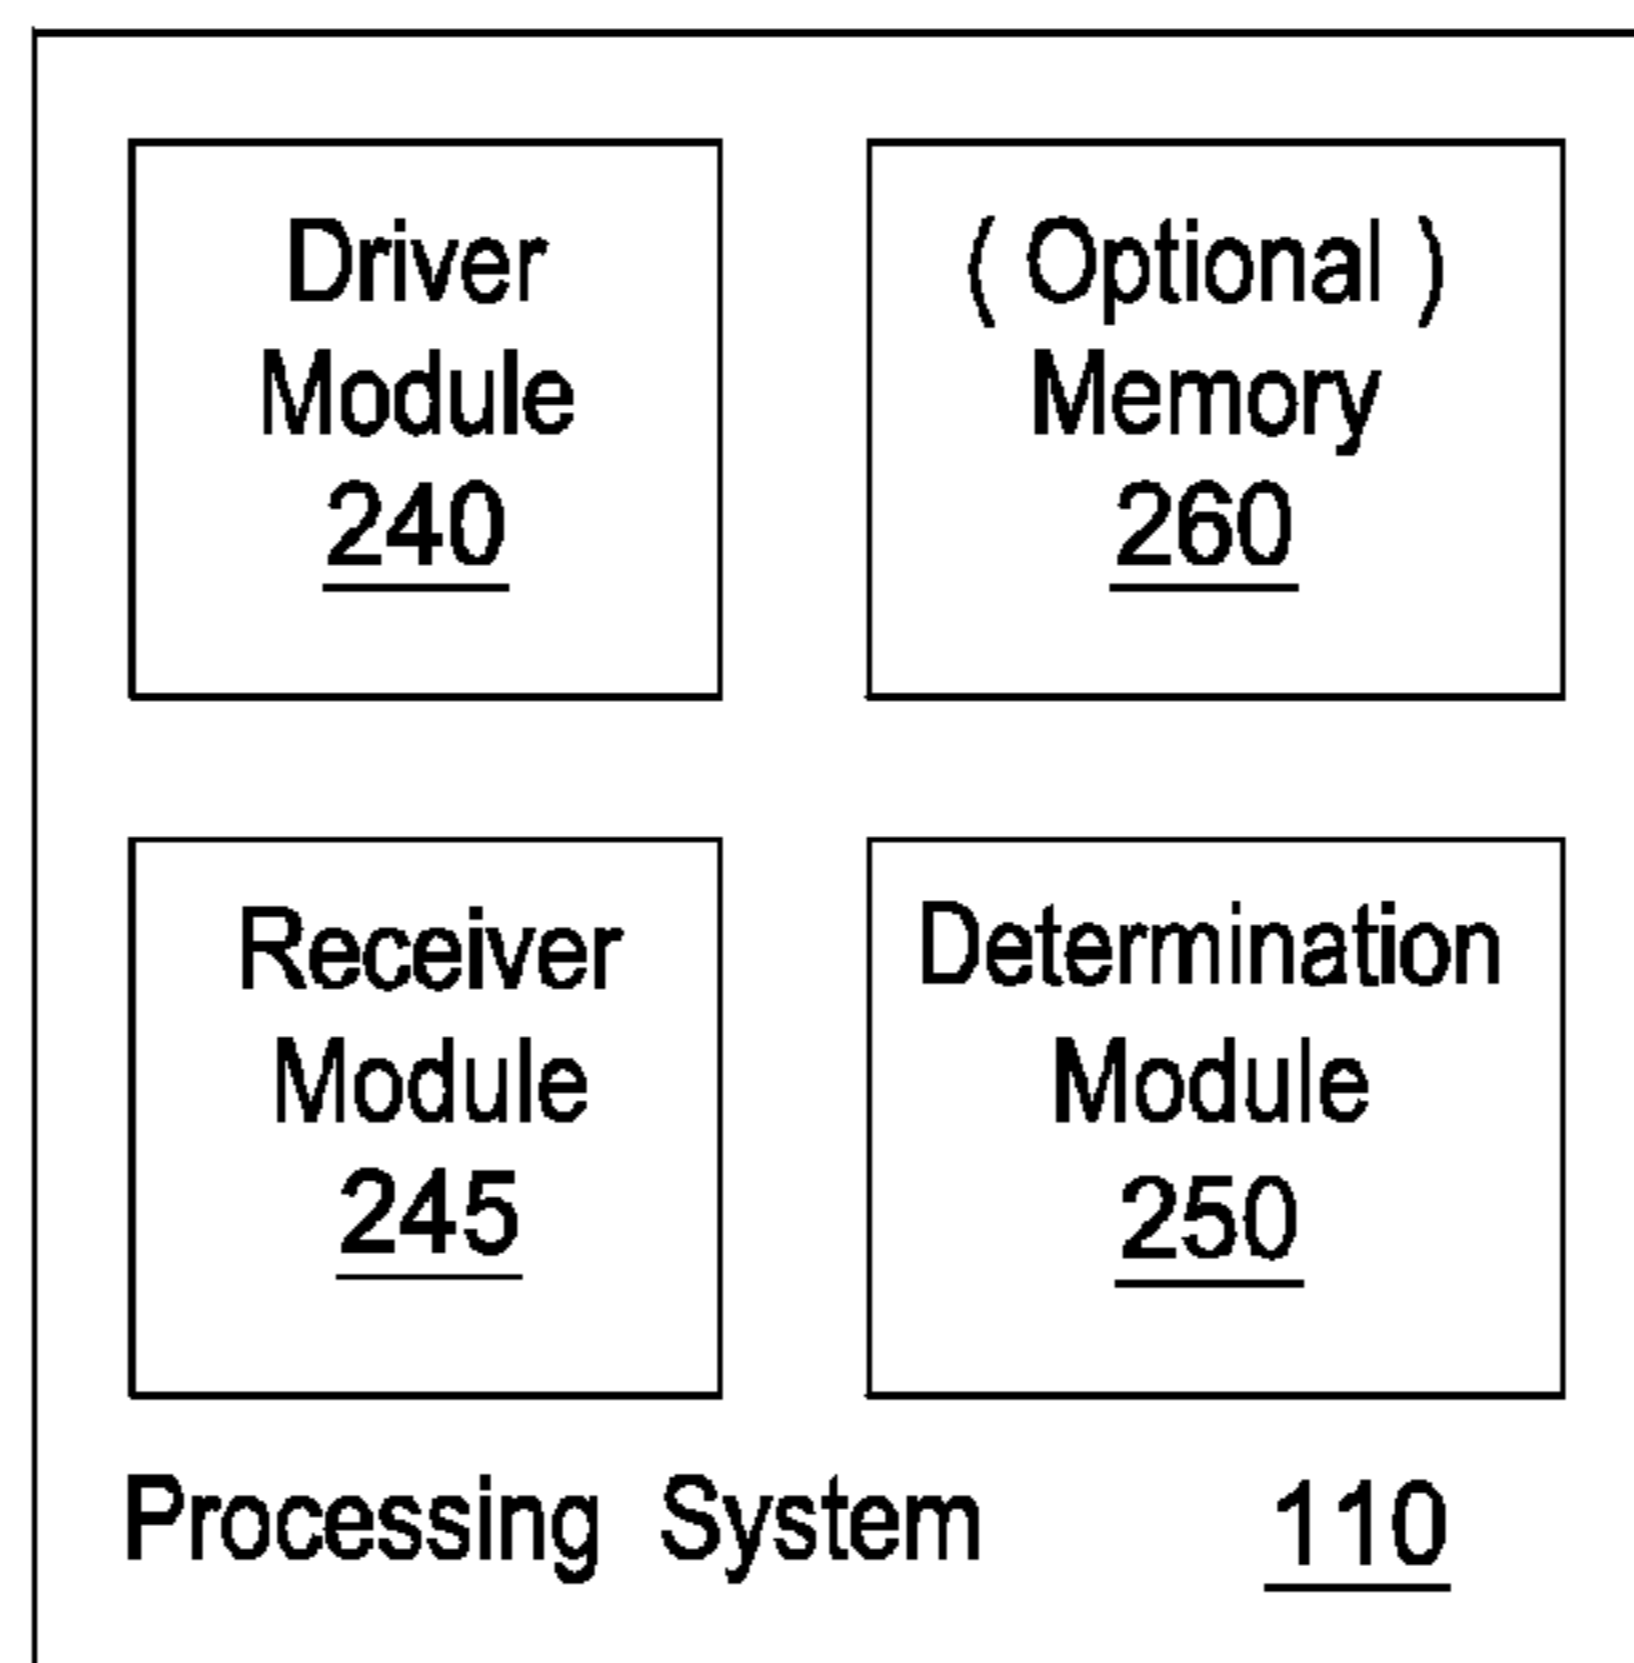 Driver
Module
240
( Optional )
Memory
260
Receiver
Module
245
Determination
Module
250
Processing System 110